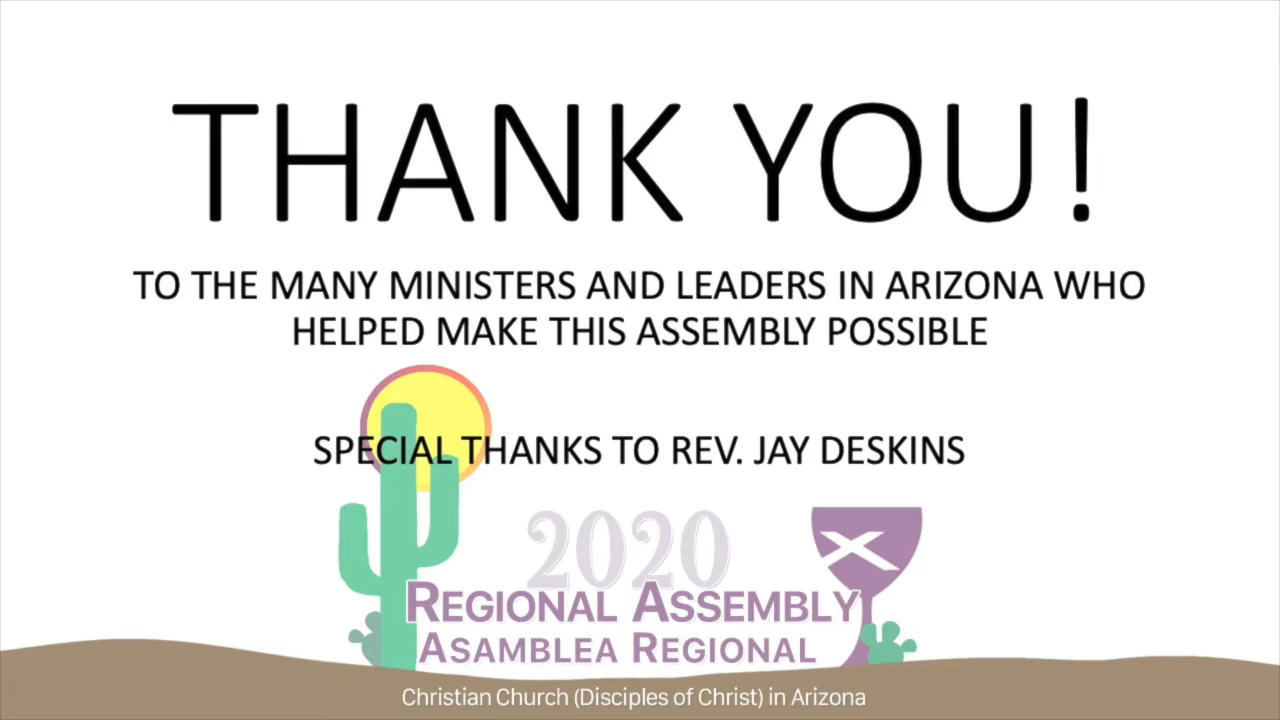 THANK YOU!
TO THE MANY MINISTERS AND LEADERS IN ARIZONA WHO
HELPED MAKE THIS ASSEMBLY POSSIBLE
SPECIAL THANKS TO REV. JAY DESKINS
2020
REGIONAL ASSEMBLY
ASAMBLEA REGIONAL
Christian Church (Disciples of Christ) in Arizona